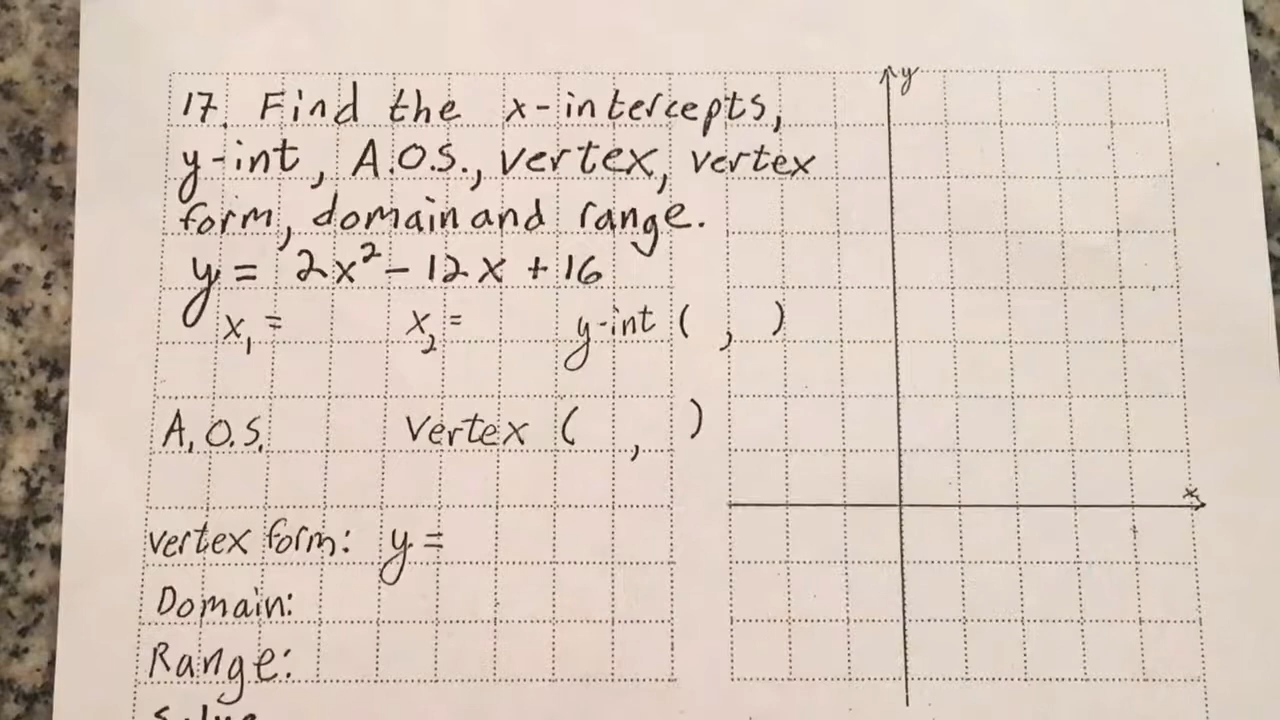 17. Find the x-intercepts,
y-int, A.O.S., vertex, vertex
form, domain and range.
y = 2x² - 12x + 16
x₁ = x₂ = y-int ( , )
A.O.S. Vertex ( , )
vertex form: y =
Domain:
Range:
y
x